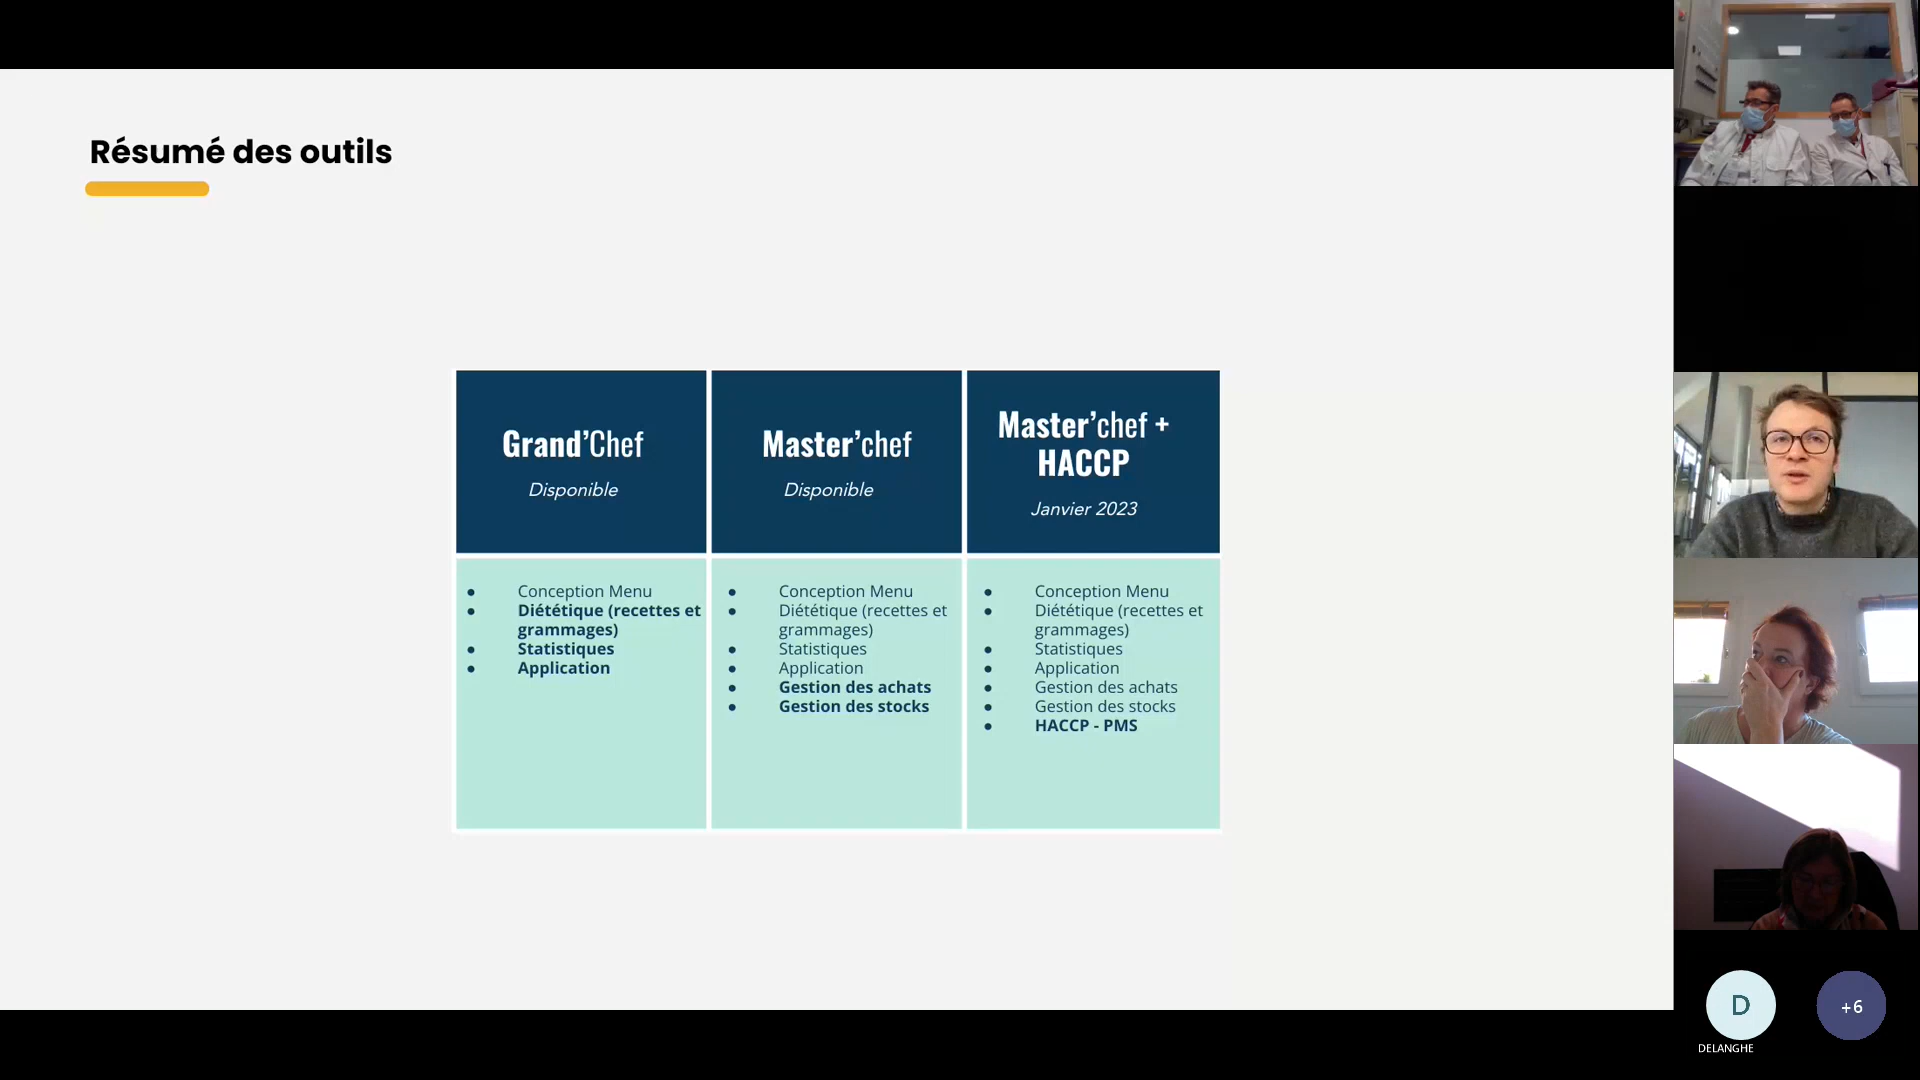 Résumé des outils
Grand’Chef
Disponible
Master’chef
Disponible
Master’chef +
HACCP
Janvier 2023
● Conception Menu
● Diététique (recettes et
grammages)
● Statistiques
● Application
● Conception Menu
● Diététique (recettes et
grammages)
● Statistiques
● Application
● Gestion des achats
● Gestion des stocks
● Conception Menu
● Diététique (recettes et
grammages)
● Statistiques
● Application
● Gestion des achats
● Gestion des stocks
● HACCP - PMS
D
DELANGHE
+6